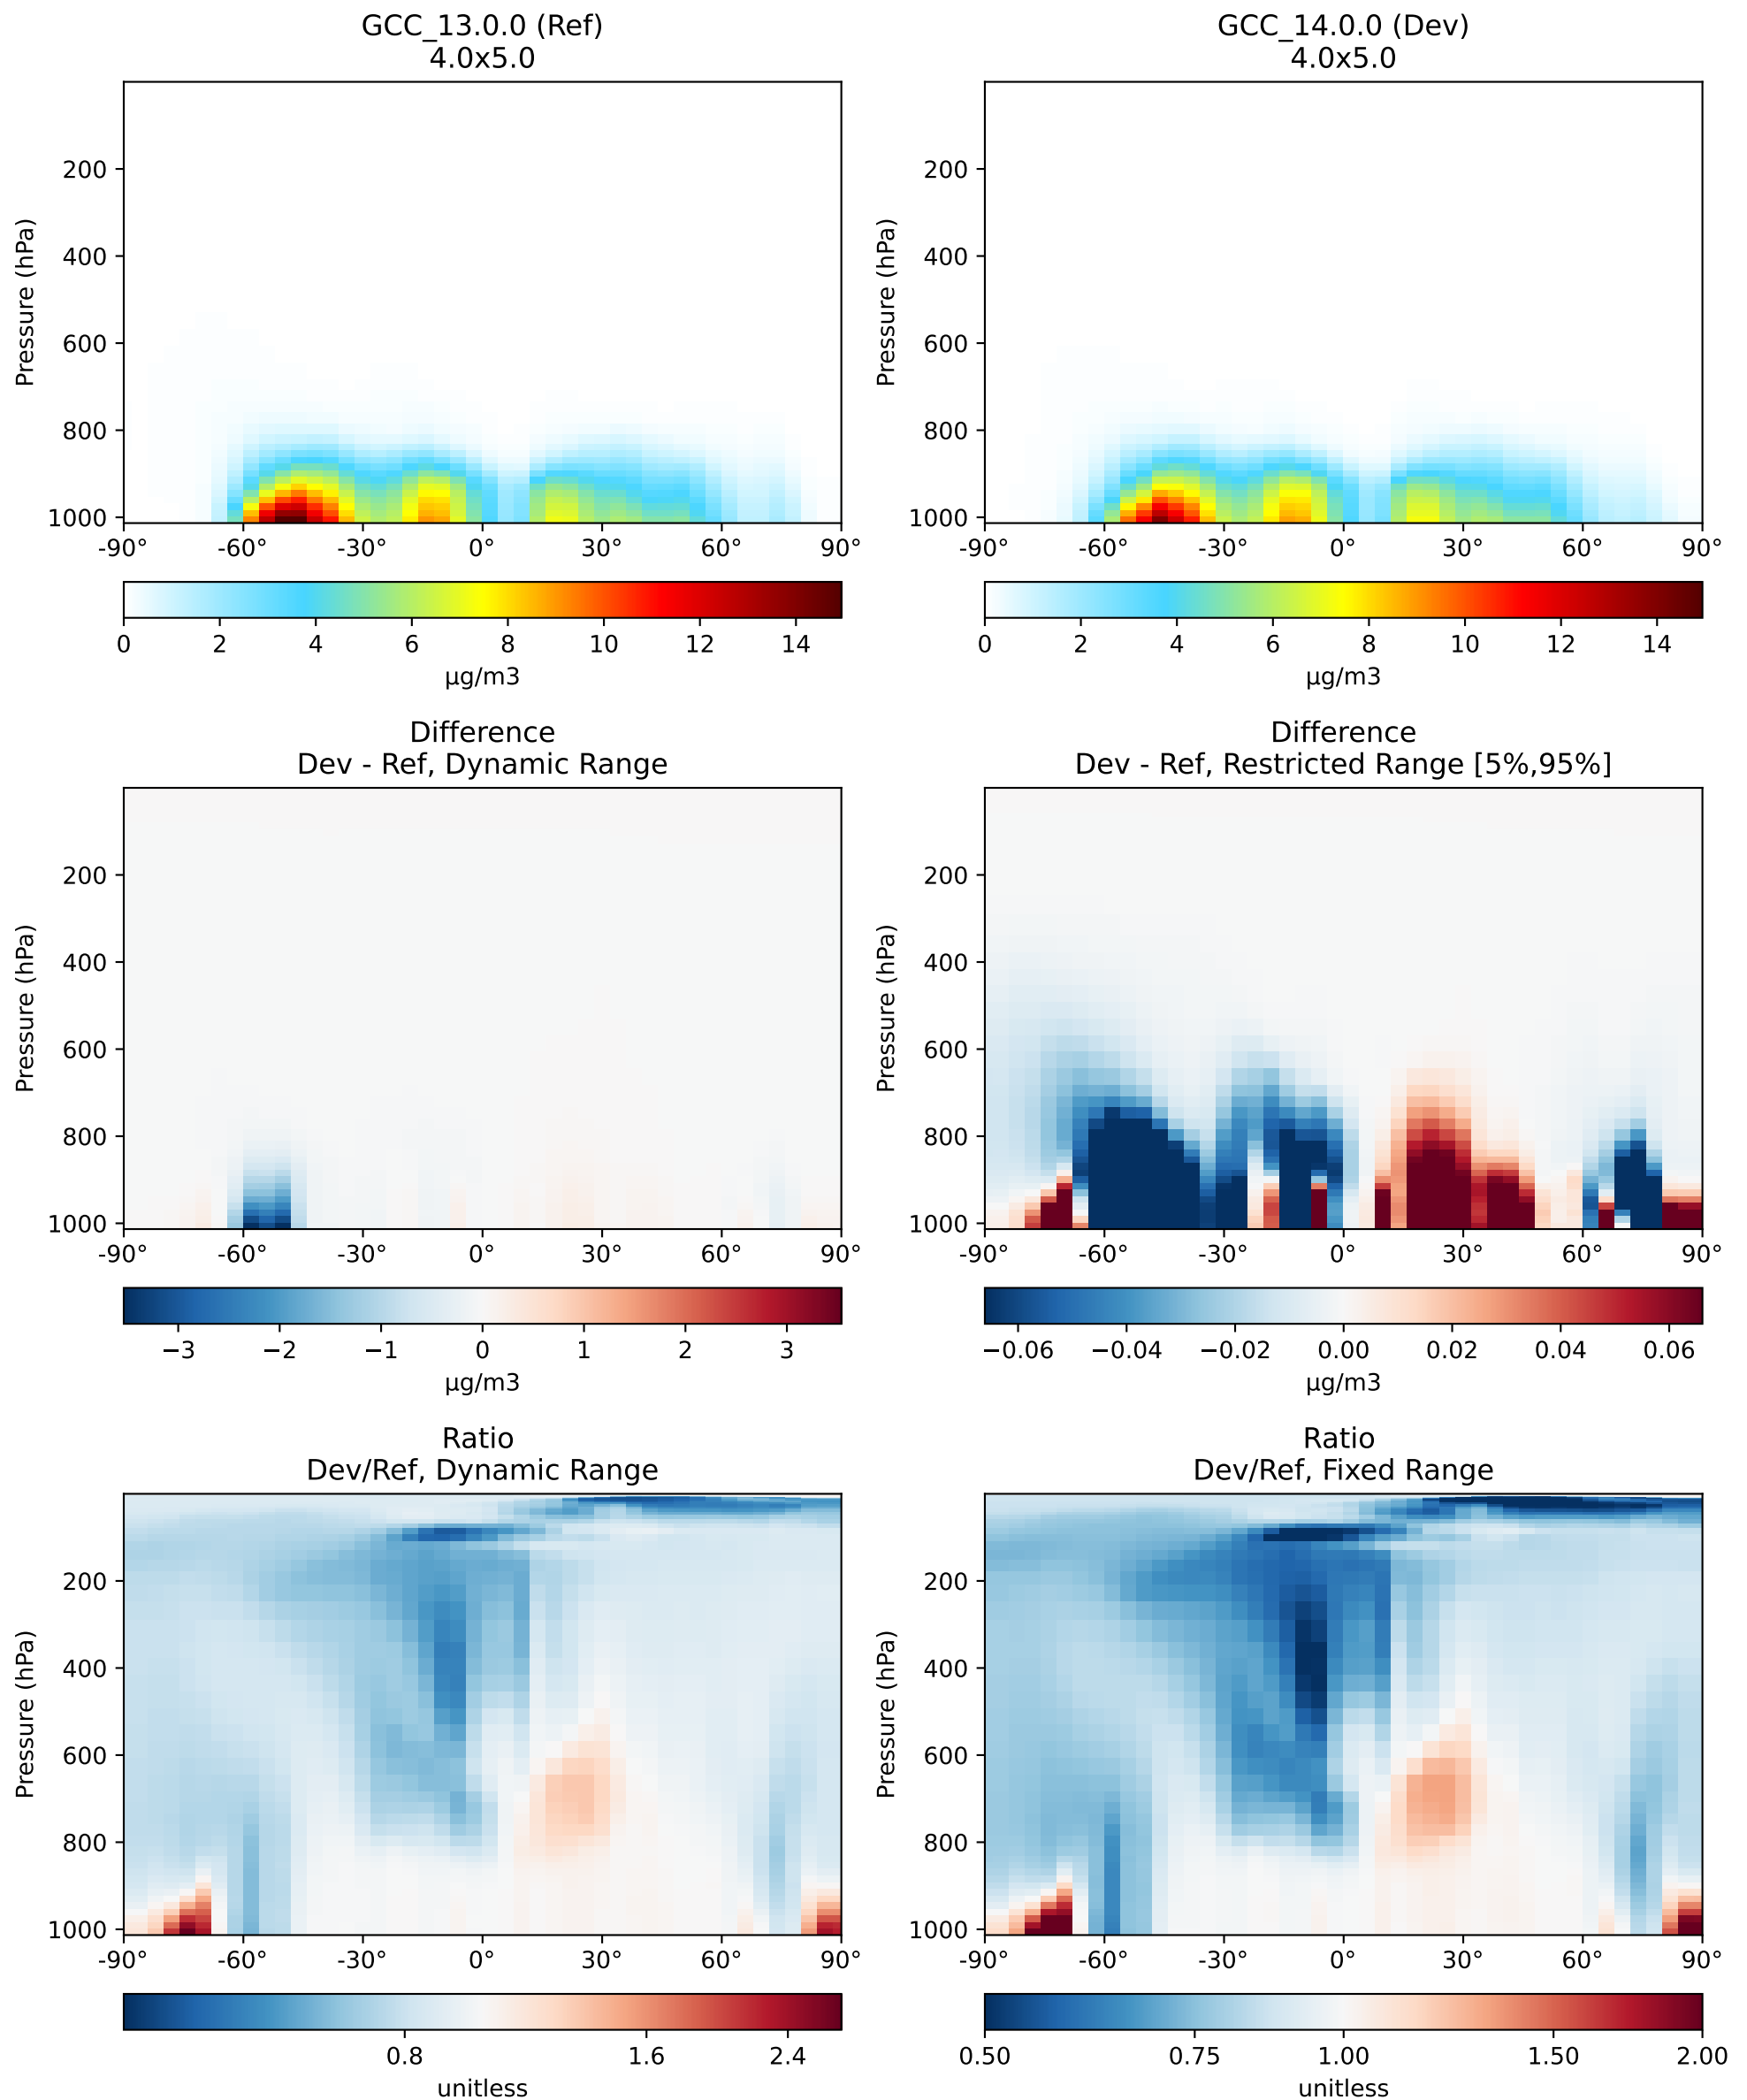 GCC_13.0.0 (Ref)
4.0x5.0
Pressure (hPa)
200
400
600
800
1000
-90° -60° -30° 0° 30° 60° 90°
0 2 4 6 8 10 12 14
μg/m3
GCC_14.0.0 (Dev)
4.0x5.0
Pressure (hPa)
200
400
600
800
1000
-90° -60° -30° 0° 30° 60° 90°
0 2 4 6 8 10 12 14
μg/m3
Difference
Dev - Ref, Dynamic Range
Pressure (hPa)
200
400
600
800
1000
-90° -60° -30° 0° 30° 60° 90°
−3 −2 −1 0 1 2 3
μg/m3
Difference
Dev - Ref, Restricted Range [5%,95%]
Pressure (hPa)
200
400
600
800
1000
-90° -60° -30° 0° 30° 60° 90°
−0.06 −0.04 −0.02 0.00 0.02 0.04 0.06
μg/m3
Ratio
Dev/Ref, Dynamic Range
Pressure (hPa)
200
400
600
800
1000
-90° -60° -30° 0° 30° 60° 90°
0.8 1.6 2.4
unitless
Ratio
Dev/Ref, Fixed Range
Pressure (hPa)
200
400
600
800
1000
-90° -60° -30° 0° 30° 60° 90°
0.50 0.75 1.00 1.50 2.00
unitless